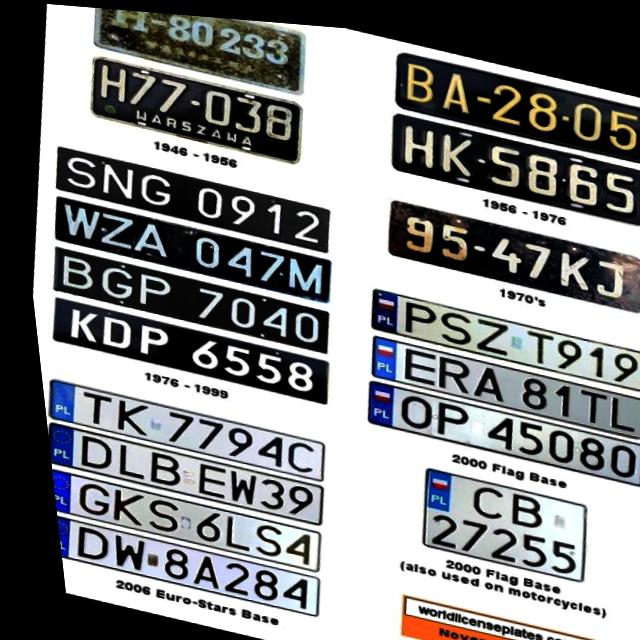 H-80233
H77-038
WARSZAWA
1946 - 1956
SNG 0912
WZA 047M
BGP 7040
KDP 6558
1976 - 1999
PL TK 7794C
PL DLB EW39
PL GKS 6LS4
PL DW 8A284
2006 Euro-Stars Base
BA-28-05
HK-5865
1956 - 1976
95-47KJ
1970's
PL PSZ T919
PL ERA 81TL
PL OP 45080
2000 Flag Base
PL CB
27255
2000 Flag Base
(also used on motorcycles)
worldlicenseplates.co
Nove